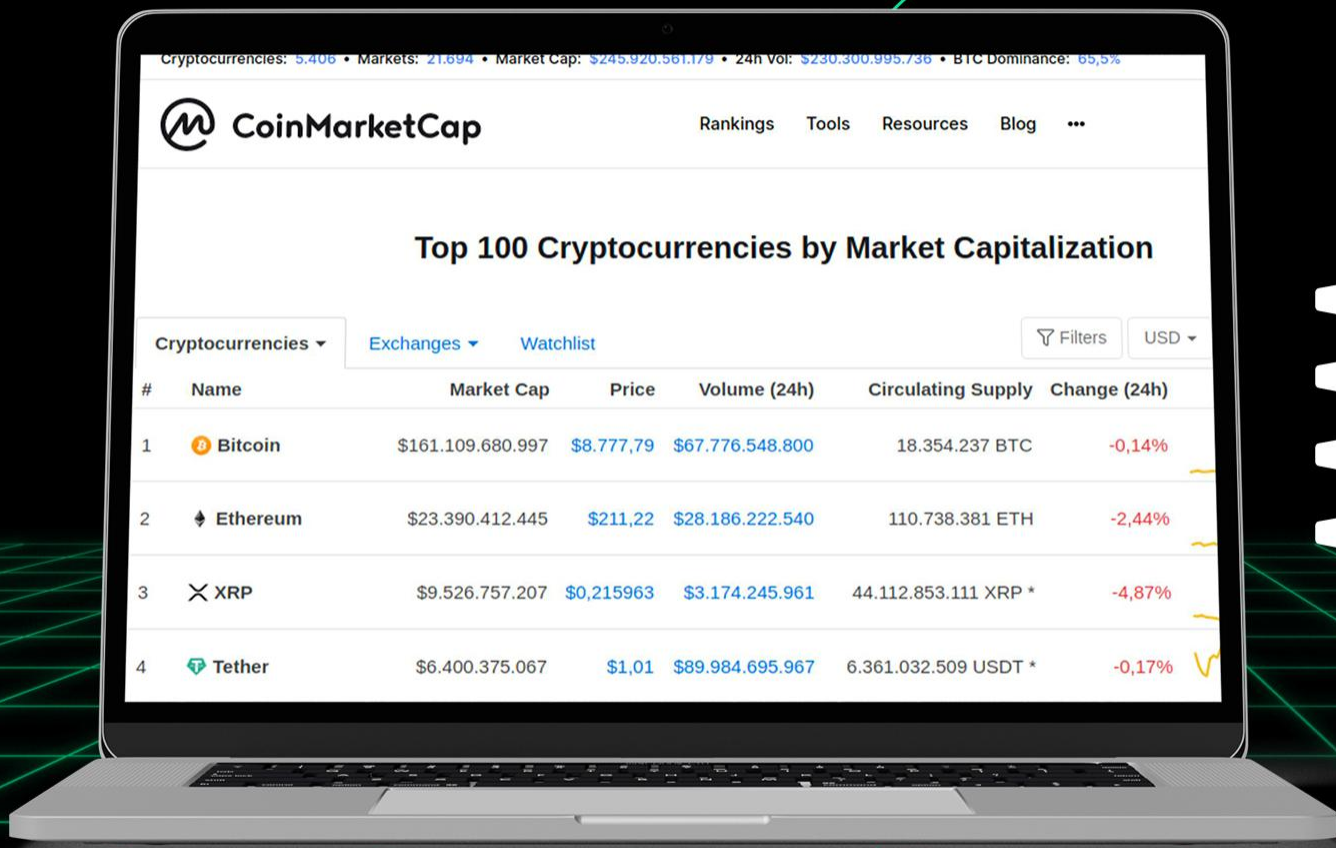 Cryptocurrencies: 5.406 • Markets: 21.694 • Market Cap: $245.920.561.179 • 24h Vol: $230.300.995.736 • BTC Dominance: 65,5%
CoinMarketCap Rankings Tools Resources Blog •••
Top 100 Cryptocurrencies by Market Capitalization
Cryptocurrencies Exchanges Watchlist Filters USD
# Name Market Cap Price Volume (24h) Circulating Supply Change (24h)
1 Bitcoin $161.109.680.997 $8.777,79 $67.776.548.800 18.354.237 BTC -0,14%
2 Ethereum $23.390.412.445 $211,22 $28.186.222.540 110.738.381 ETH -2,44%
3 XRP $9.526.757.207 $0,215963 $3.174.245.961 44.112.853.111 XRP * -4,87%
4 Tether $6.400.375.067 $1,01 $89.984.695.967 6.361.032.509 USDT * -0,17%